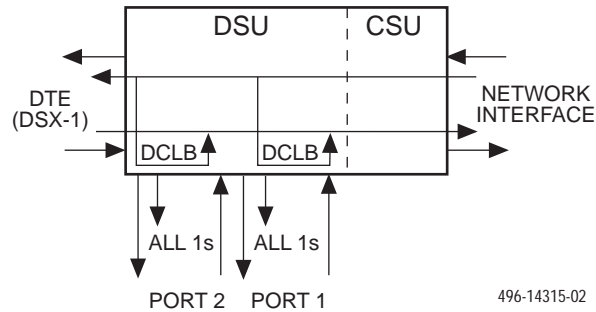 DSU CSU
DTE
(DSX-1)
NETWORK
INTERFACE
DCLB DCLB
ALL 1s ALL 1s
PORT 2 PORT 1
496-14315-02